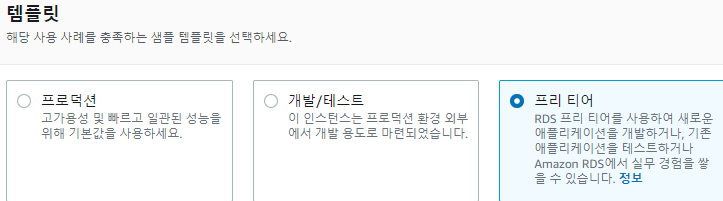 템플릿
해당 사용 사례를 충족하는 샘플 템플릿을 선택하세요.
프로덕션
고가용성 및 빠르고 일관된 성능을
위해 기본값을 사용하세요.
개발/테스트
이 인스턴스는 프로덕션 환경 외부
에서 개발 용도로 마련되었습니다.
프리 티어
RDS 프리 티어를 사용하여 새로운
애플리케이션을 개발하거나, 기존
애플리케이션을 테스트하거나
Amazon RDS에서 실무 경험을 쌓
을 수 있습니다. 정보